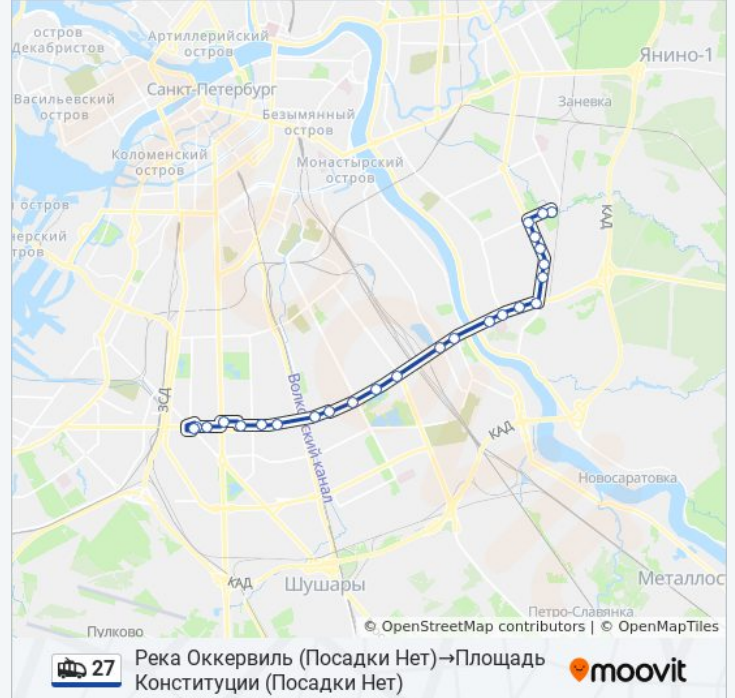 остров
Декабристов
Артиллерийский
остров
Янино-1
Санкт-Петербург
Васильевский
остров
Заневка
Безымянный
остров
Коломенский
остров
Монастырский
остров
остров
нерский
тров
КАД
ЗСД
Волковский канал
КАД
Новосаратовка
КАД
Шушары
Металлос
Петро-Славянка
Пулково
© OpenStreetMap contributors | © OpenMapTiles
27
Река Оккервиль (Посадки Нет)→Площадь
Конституции (Посадки Нет)
moovit